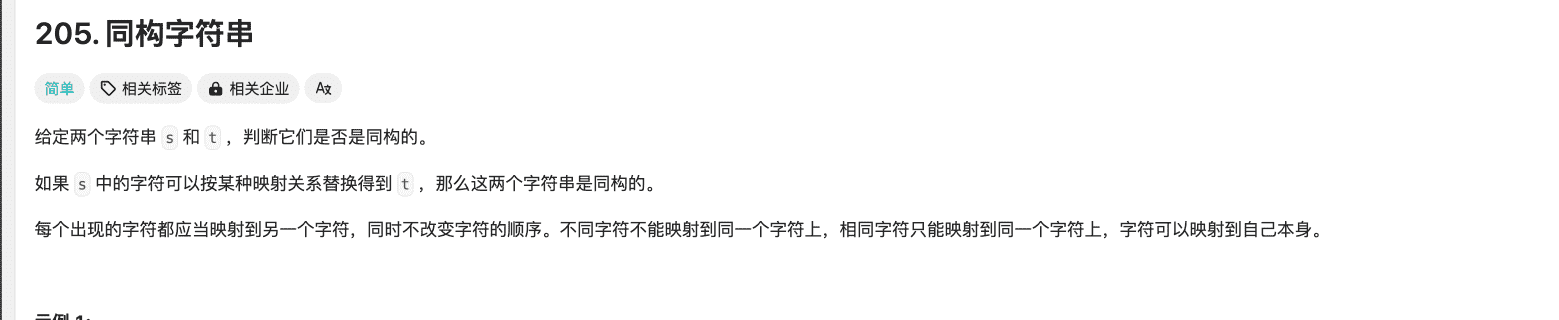 205. 同构字符串
简单 相关标签 相关企业 A文
给定两个字符串 s 和 t ，判断它们是否是同构的。
如果 s 中的字符可以按某种映射关系替换得到 t ，那么这两个字符串是同构的。
每个出现的字符都应当映射到另一个字符，同时不改变字符的顺序。不同字符不能映射到同一个字符上，相同字符只能映射到同一个字符上，字符可以映射到自己本身。
示例 1: